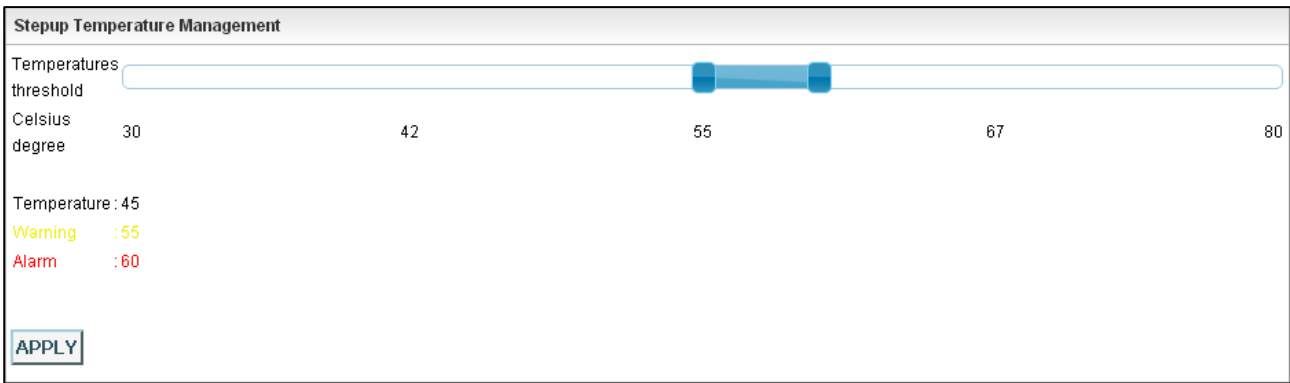 Stepup Temperature Management
Temperatures
threshold
Celsius
degree
30 42 55 67 80
Temperature : 45
Warning : 55
Alarm : 60
APPLY